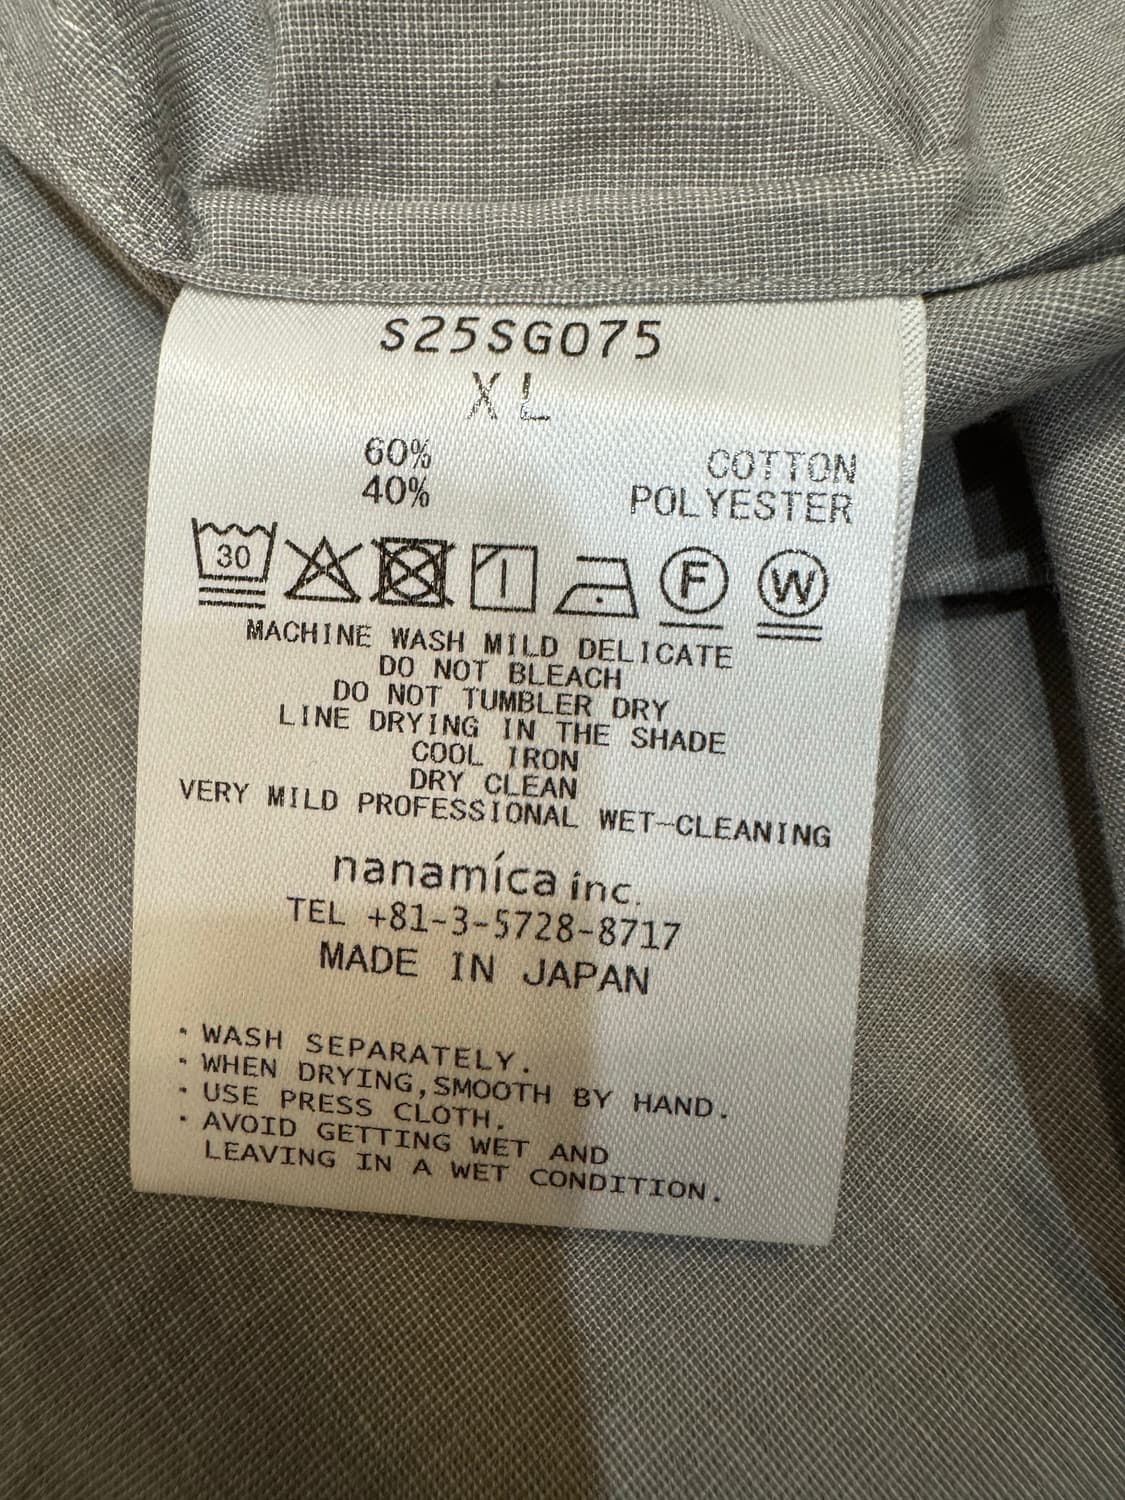 S25SG075
XL
60% COTTON
40% POLYESTER
30 F W
MACHINE WASH MILD DELICATE
DO NOT BLEACH
DO NOT TUMBLER DRY
LINE DRYING IN THE SHADE
COOL IRON
DRY CLEAN
VERY MILD PROFESSIONAL WET-CLEANING
nanamíca inc.
TEL +81-3-5728-8717
MADE IN JAPAN
・WASH SEPARATELY.
・WHEN DRYING,SMOOTH BY HAND.
・USE PRESS CLOTH.
・AVOID GETTING WET AND
LEAVING IN A WET CONDITION.